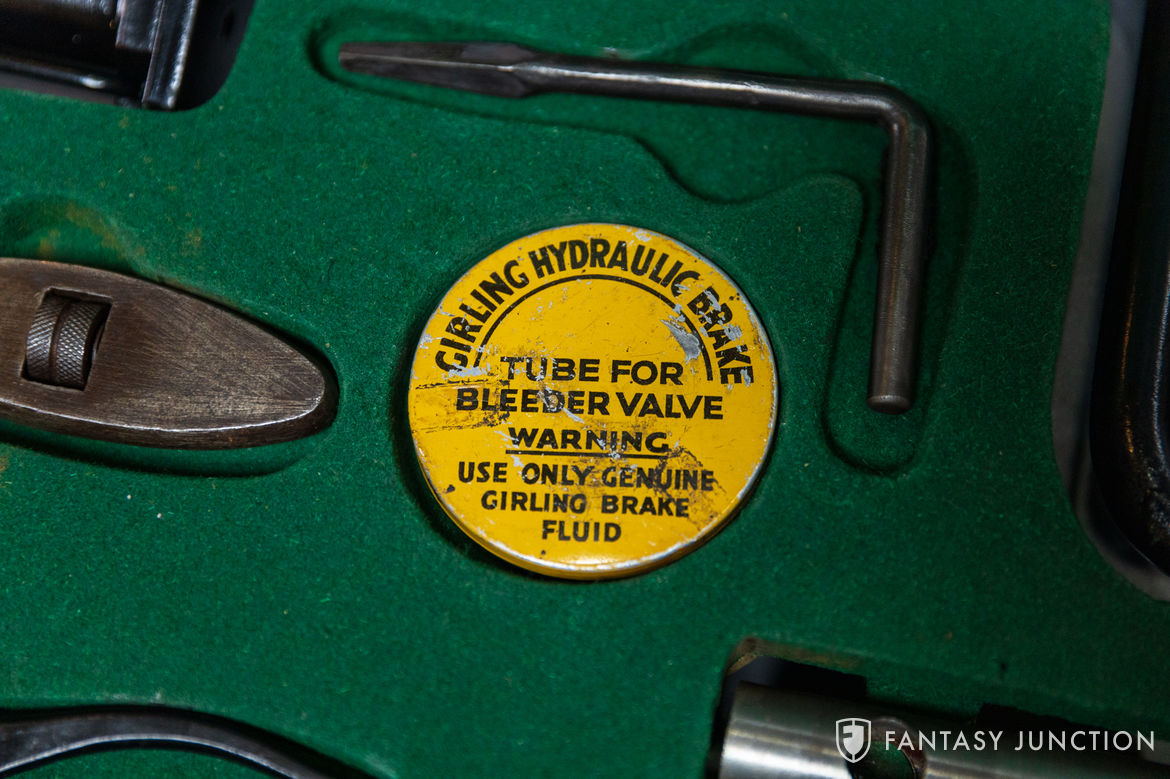 GIRLING HYDRAULIC BRAKE
TUBE FOR
BLEEDER VALVE
WARNING
USE ONLY GENUINE
GIRLING BRAKE
FLUID
FANTASY JUNCTION